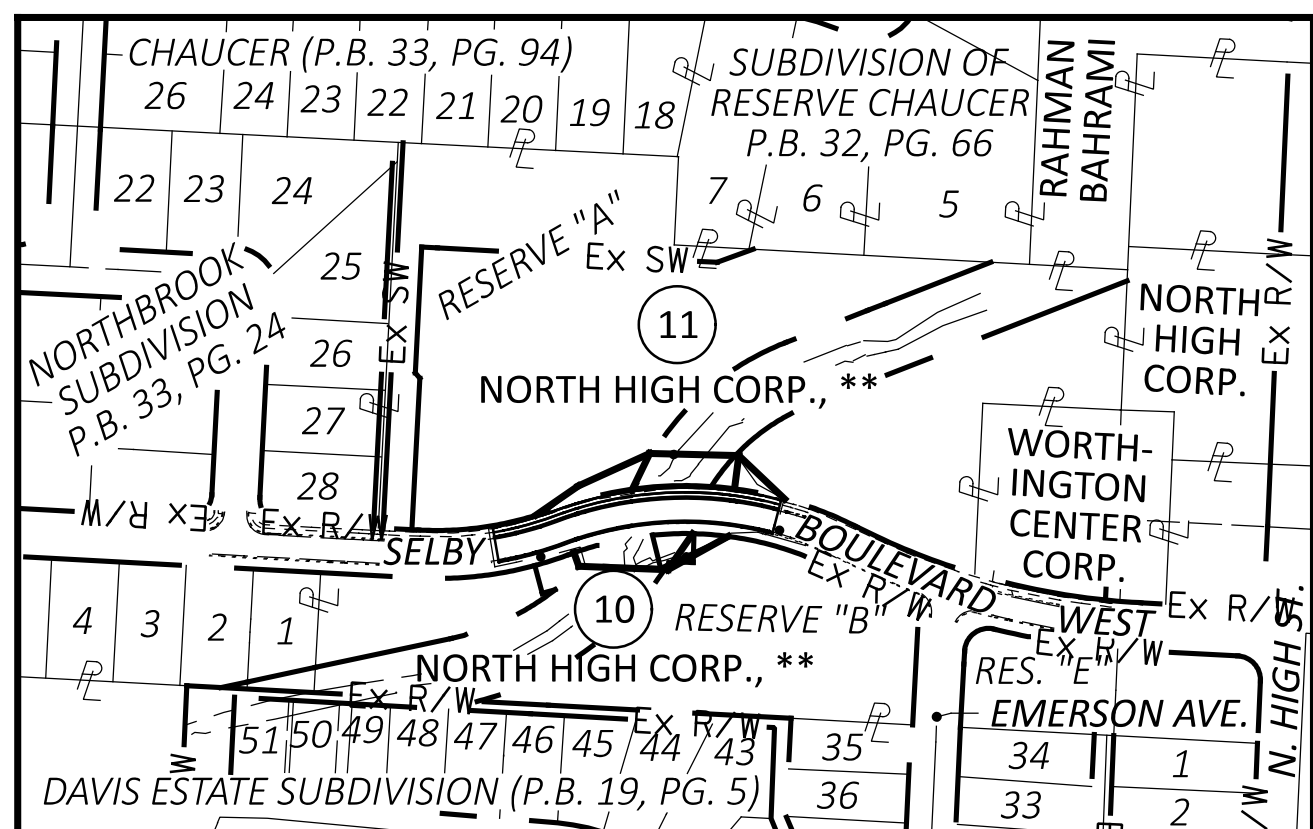 CHAUCER (P.B. 33, PG. 94)
26 24 23 22 21 20 19 18
SUBDIVISION OF
RESERVE CHAUCER
P.B. 32, PG. 66
RAHMAN
BAHRAMI
22 23 24
7 6 5
25
RESERVE "A"
Ex SW
Ex SW
NORTHBROOK
SUBDIVISION
P.B. 33, PG. 24
11
NORTH
HIGH
CORP.
Ex R/W
26
NORTH HIGH CORP., **
27
28
WORTH-
INGTON
CENTER
CORP.
Ex R/W
Ex R/W
SELBY
BOULEVARD
Ex R/W
WEST
Ex R/W
Ex R/W
4 3 2 1
10
RESERVE "B"
NORTH HIGH CORP., **
RES. "E"
EMERSON AVE.
N. HIGH ST.
Ex R/W
Ex R/W
W
51 50 49 48 47 46 45 44 43
35
36
34
33
1
2
DAVIS ESTATE SUBDIVISION (P.B. 19, PG. 5)
/W
E